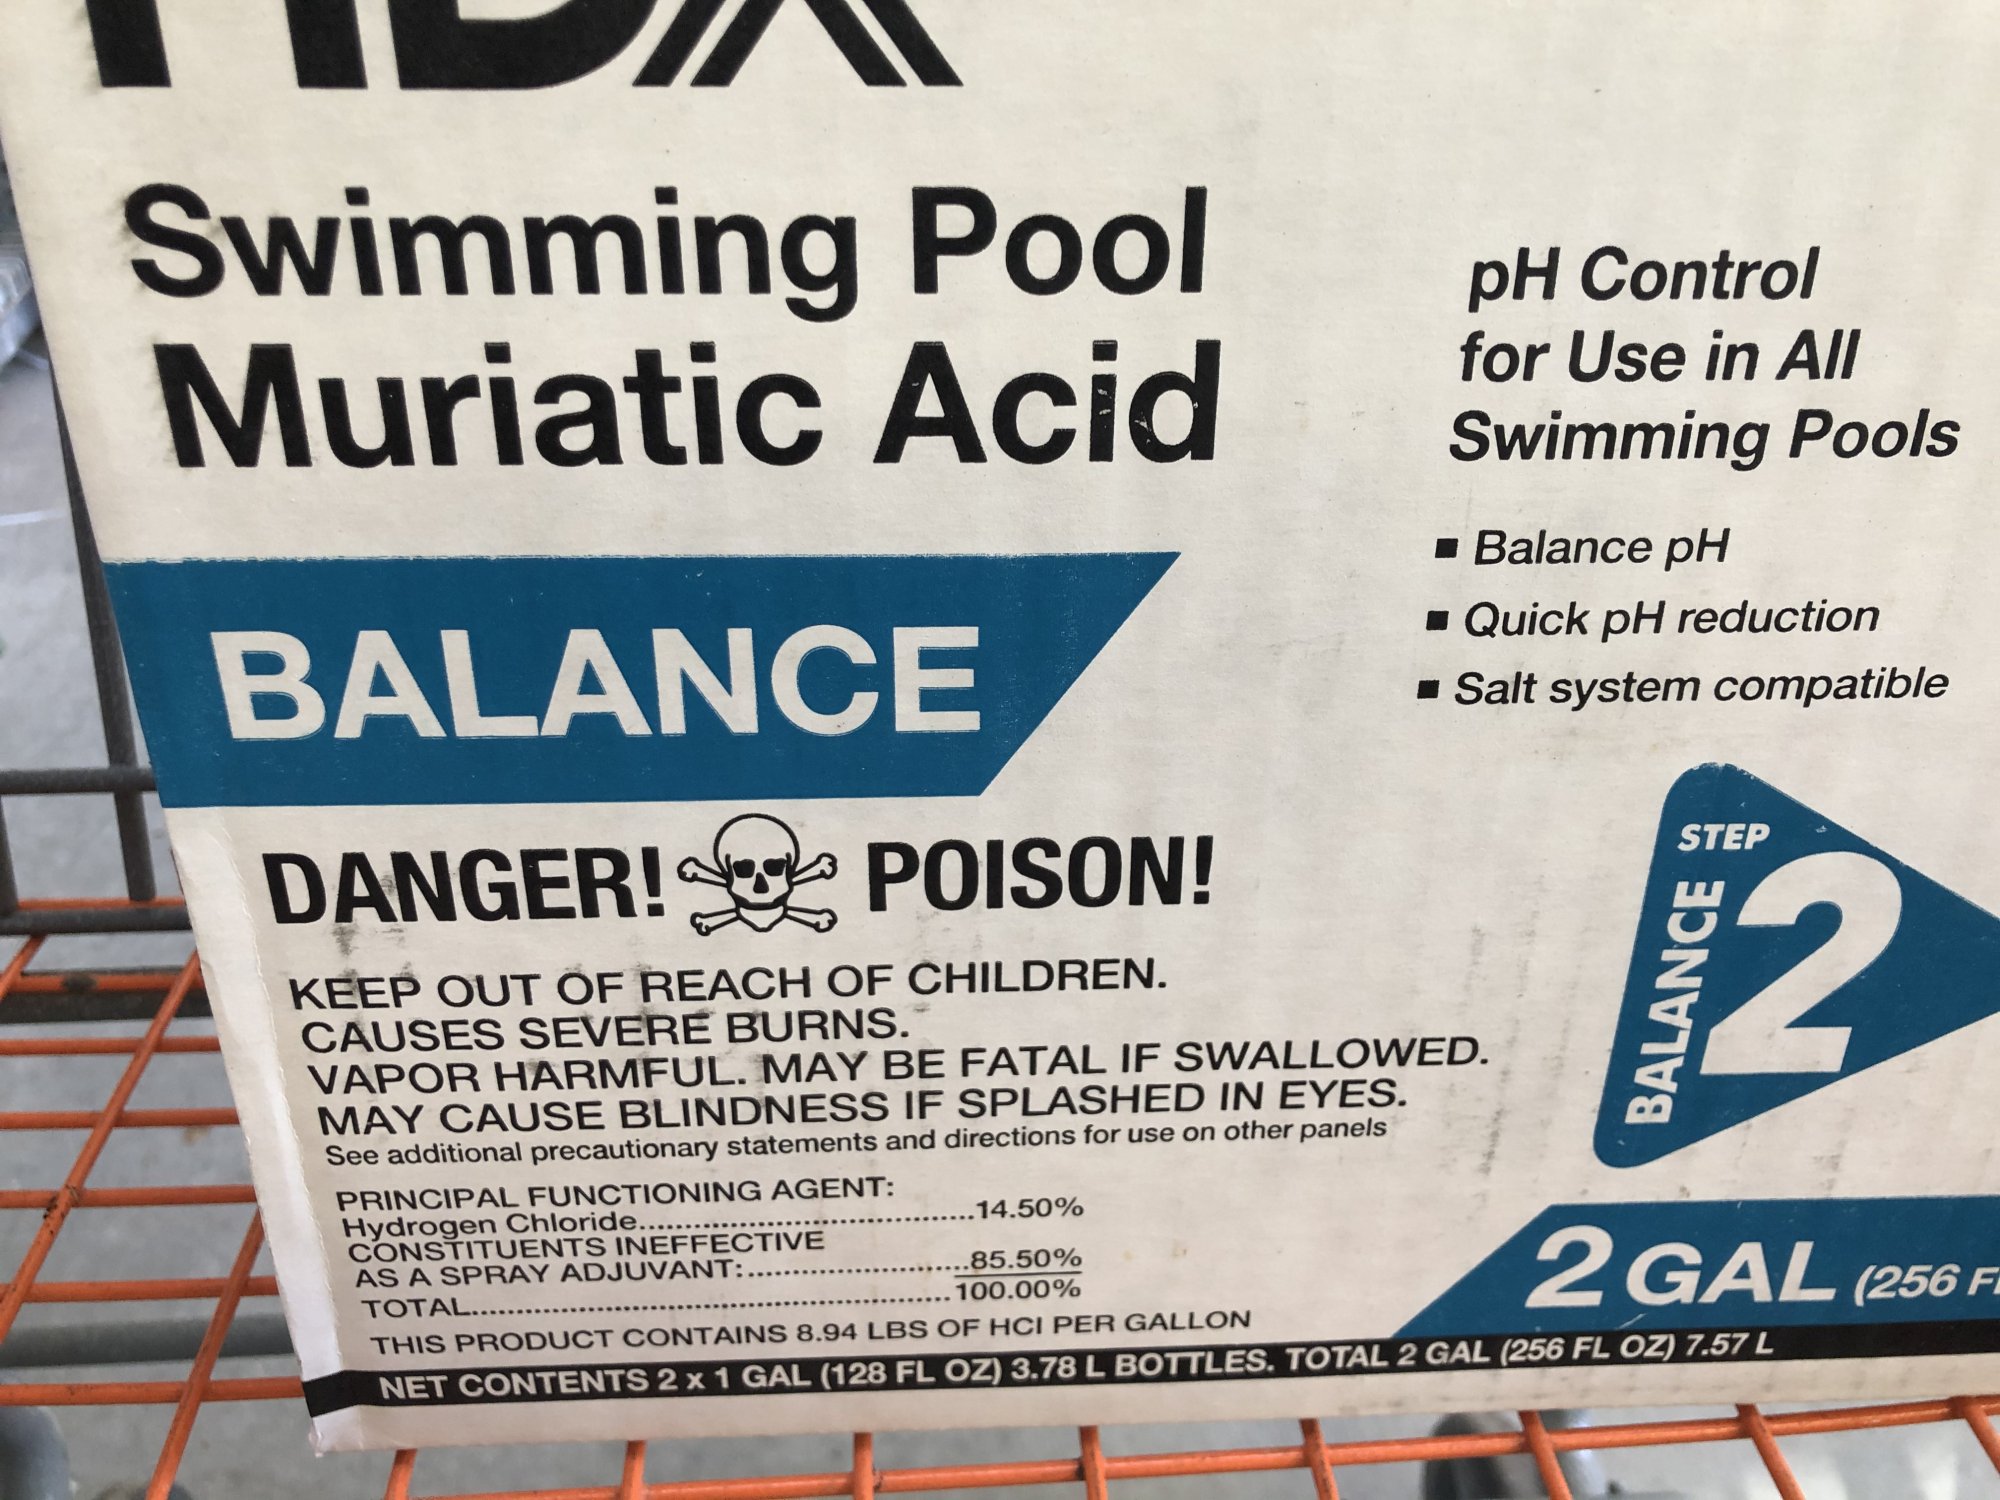 HDX
Swimming Pool
Muriatic Acid
pH Control
for Use in All
Swimming Pools
▪ Balance pH
▪ Quick pH reduction
▪ Salt system compatible
BALANCE
DANGER! POISON!
KEEP OUT OF REACH OF CHILDREN.
CAUSES SEVERE BURNS.
VAPOR HARMFUL. MAY BE FATAL IF SWALLOWED.
MAY CAUSE BLINDNESS IF SPLASHED IN EYES.
See additional precautionary statements and directions for use on other panels
STEP
2
BALANCE
PRINCIPAL FUNCTIONING AGENT:
Hydrogen Chloride.......................................14.50%
CONSTITUENTS INEFFECTIVE
AS A SPRAY ADJUVANT:..........................85.50%
TOTAL........................................................100.00%
THIS PRODUCT CONTAINS 8.94 LBS OF HCl PER GALLON
2 GAL (256 F
NET CONTENTS 2 x 1 GAL (128 FL OZ) 3.78 L BOTTLES. TOTAL 2 GAL (256 FL OZ) 7.57 L